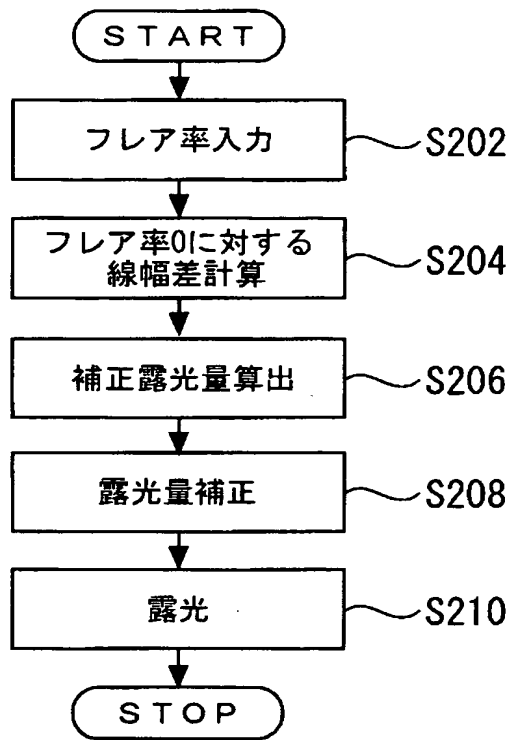 START
フレア率入力
S202
フレア率0に対する
線幅差計算
S204
補正露光量算出
S206
露光量補正
S208
露光
S210
STOP